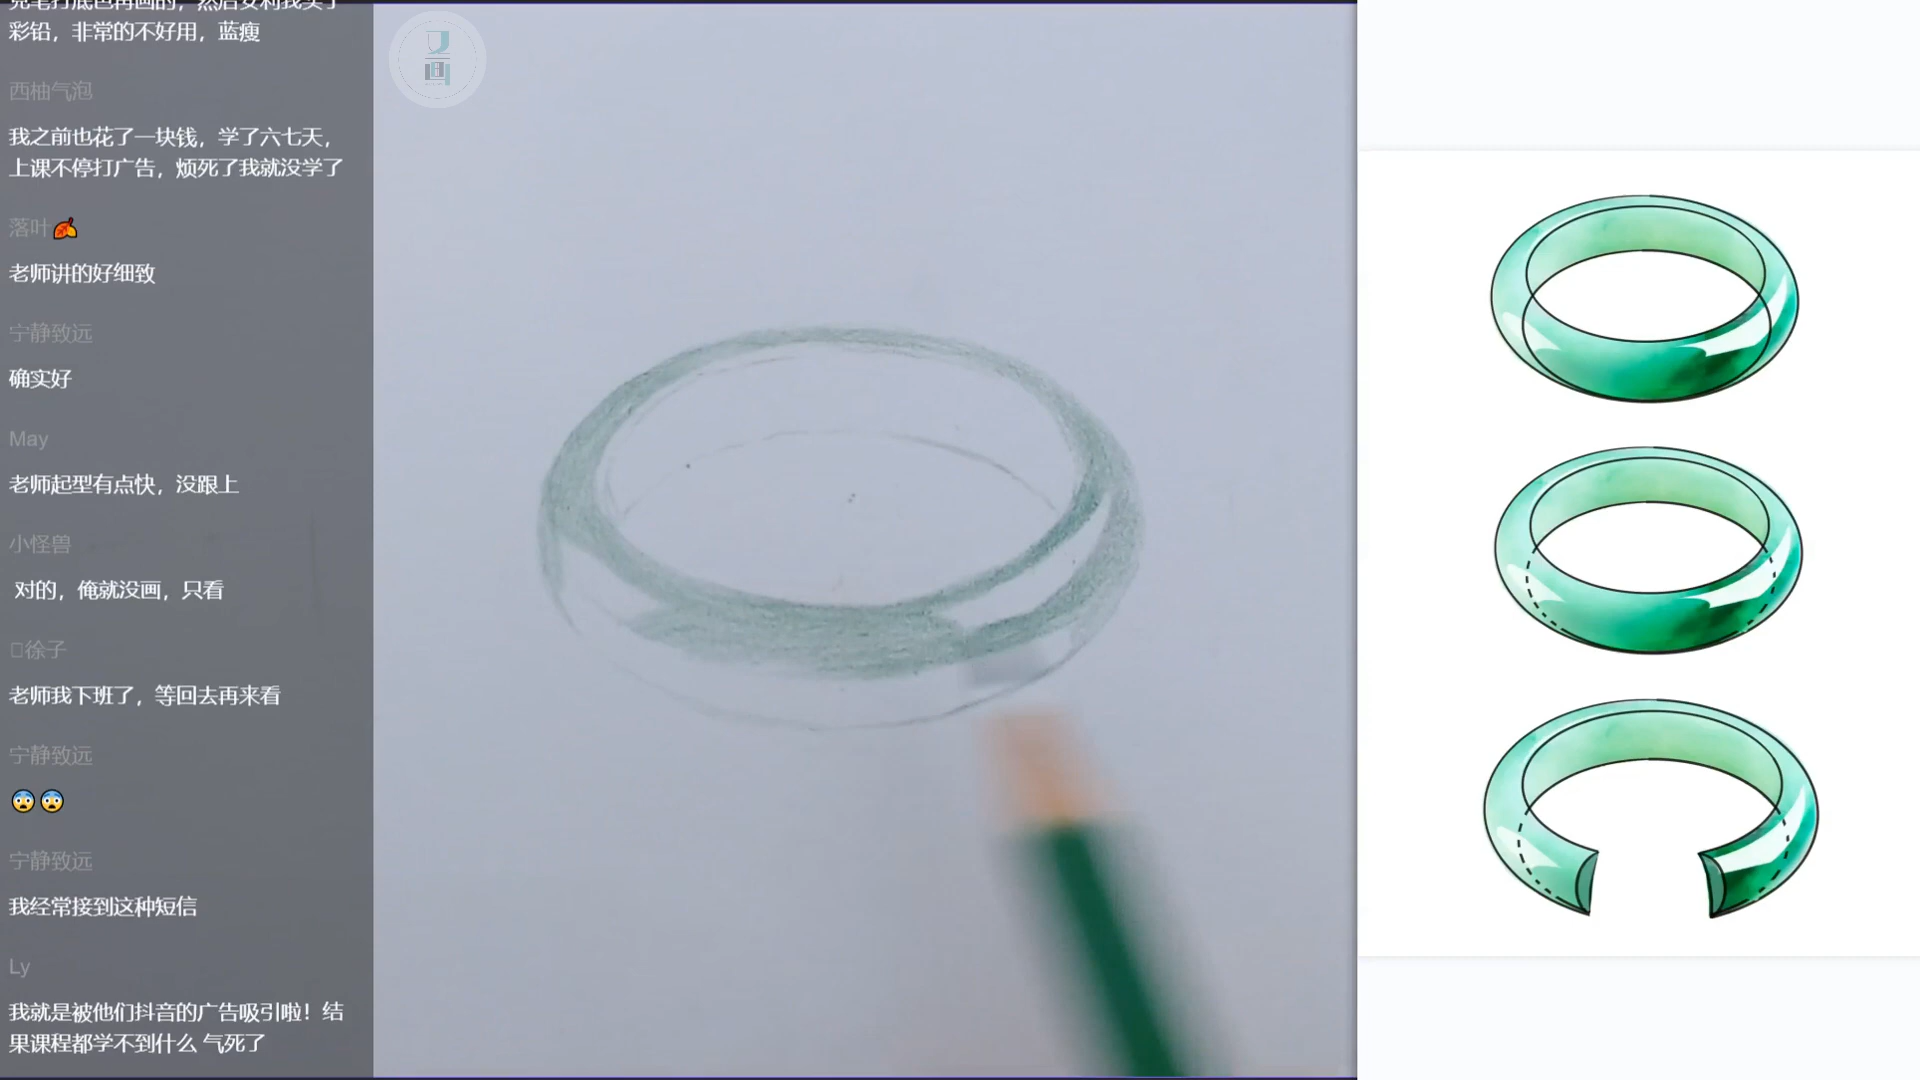 彩铅，非常的不好用，蓝瘦
西柚气泡
我之前也花了一块钱，学了六七天，
上课不停打广告，烦死了我就没学了
落叶🍂
老师讲的好细致
宁静致远
确实好
May
老师起型有点快，没跟上
小怪兽
对的，俺就没画，只看
徐子
老师我下班了，等回去再来看
宁静致远
😨😨
宁静致远
我经常接到这种短信
Ly
我就是被他们抖音的广告吸引啦！结
果课程都学不到什么 气死了